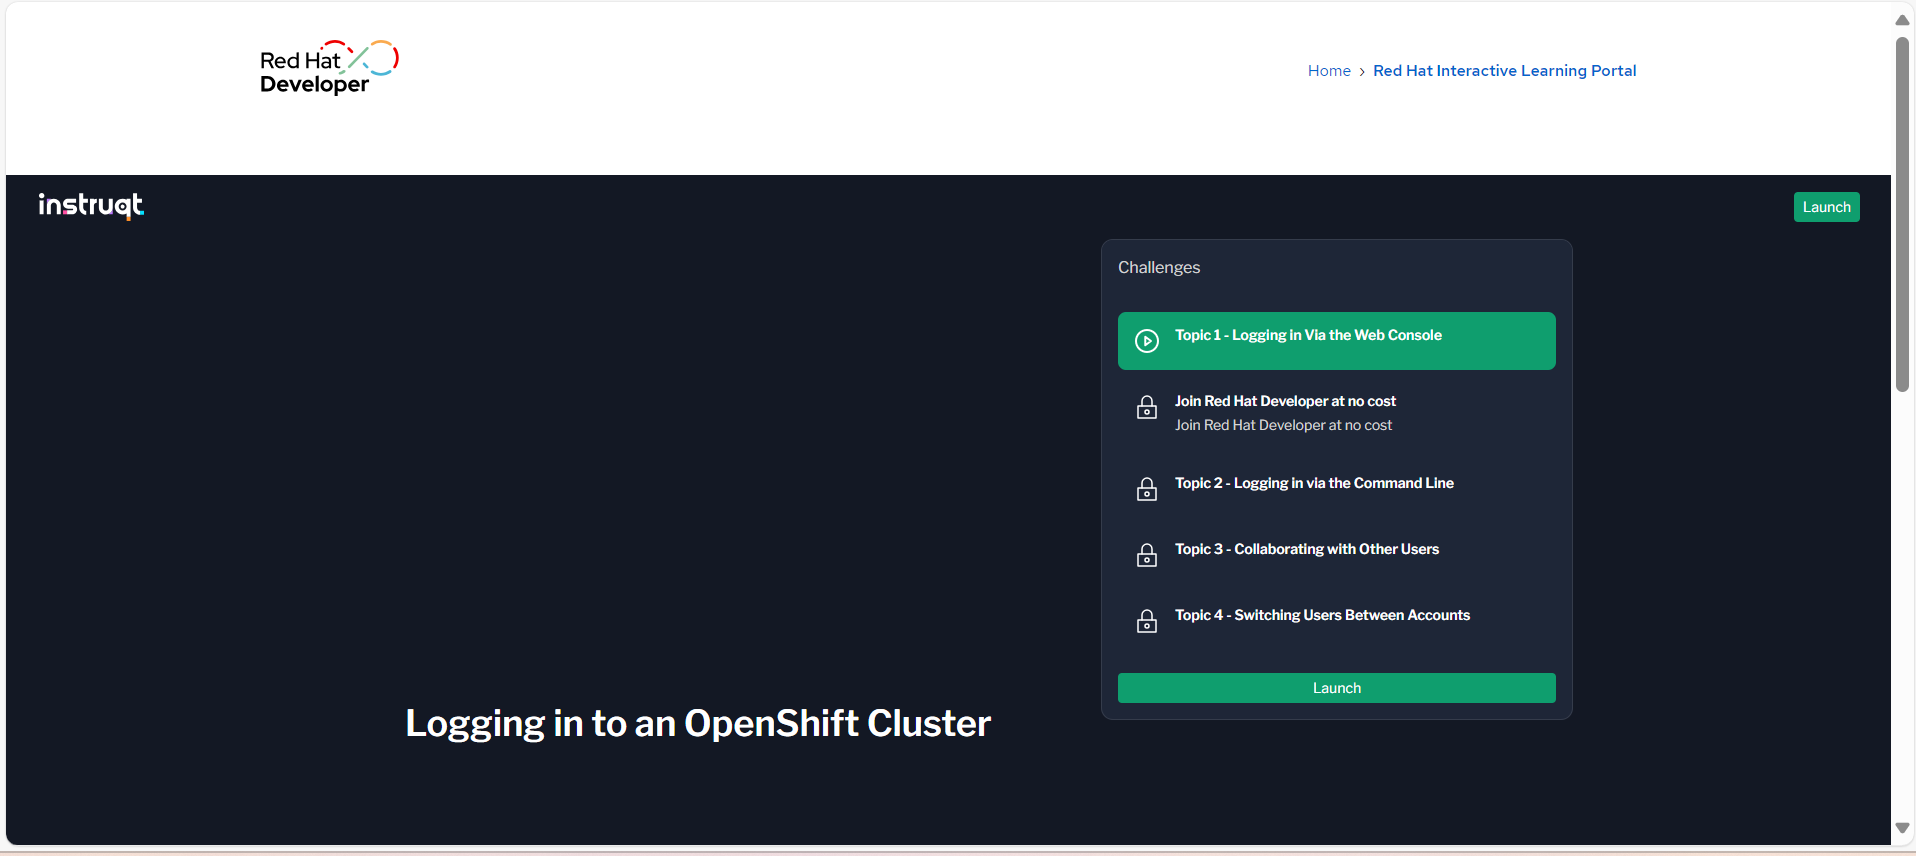 Red Hat
Developer
Home › Red Hat Interactive Learning Portal
instruqt
Launch
Challenges
Topic 1 - Logging in Via the Web Console
Join Red Hat Developer at no cost
Join Red Hat Developer at no cost
Topic 2 - Logging in via the Command Line
Topic 3 - Collaborating with Other Users
Topic 4 - Switching Users Between Accounts
Launch
Logging in to an OpenShift Cluster